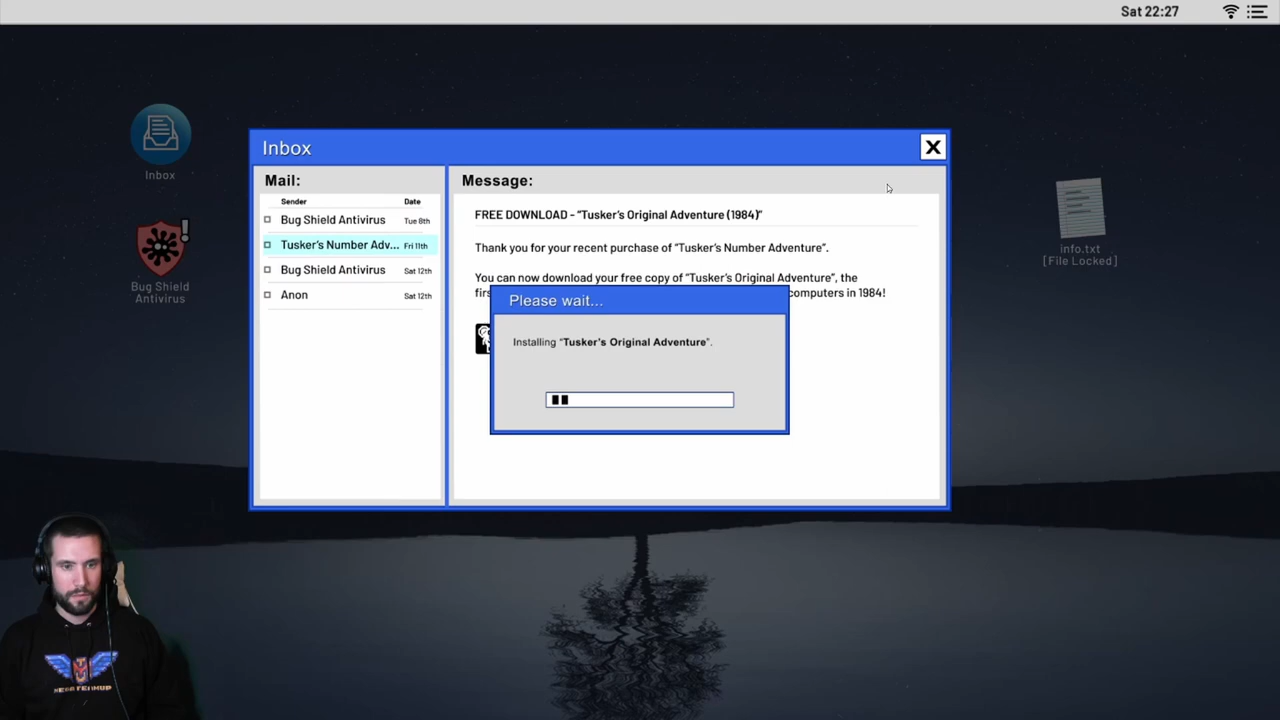 Sat 22:27
Inbox
Bug Shield
Antivirus
info.txt
[File Locked]
Inbox
X
Mail:
Sender Date
Bug Shield Antivirus Tue 8th
Tusker's Number Adv... Fri 11th
Bug Shield Antivirus Sat 12th
Anon Sat 12th
Message:
FREE DOWNLOAD - "Tusker's Original Adventure (1984)"
Thank you for your recent purchase of "Tusker's Number Adventure".
You can now download your free copy of "Tusker's Original Adventure", the
computers in 1984!
Please wait...
Installing "Tusker's Original Adventure".
MEGATEAMUP